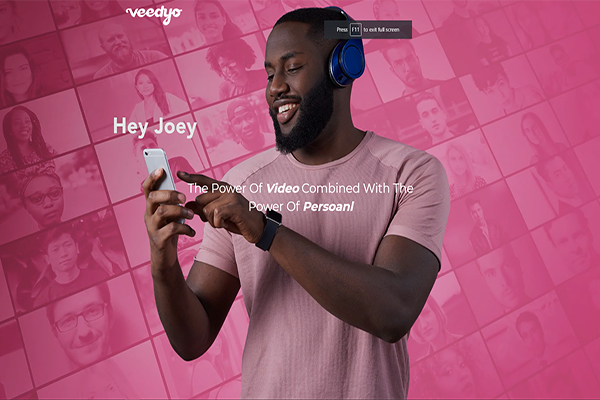 veedyo
Press F11 to exit full screen
Hey Joey
The Power Of Video Combined With The
Power Of Persoanl